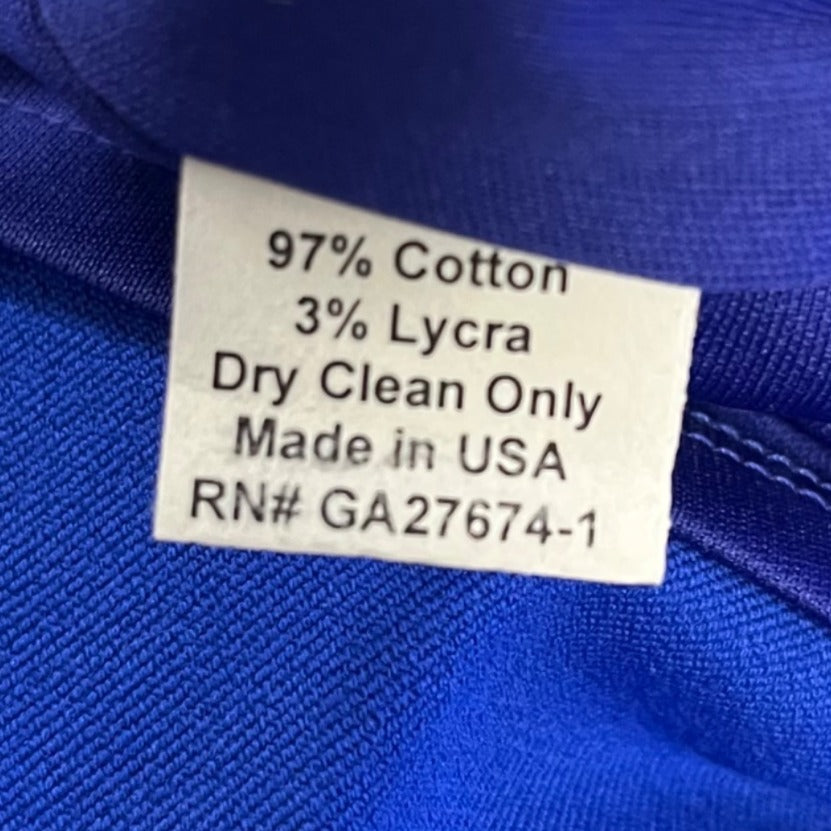 97% Cotton
3% Lycra
Dry Clean Only
Made in USA
RN# GA27674-1